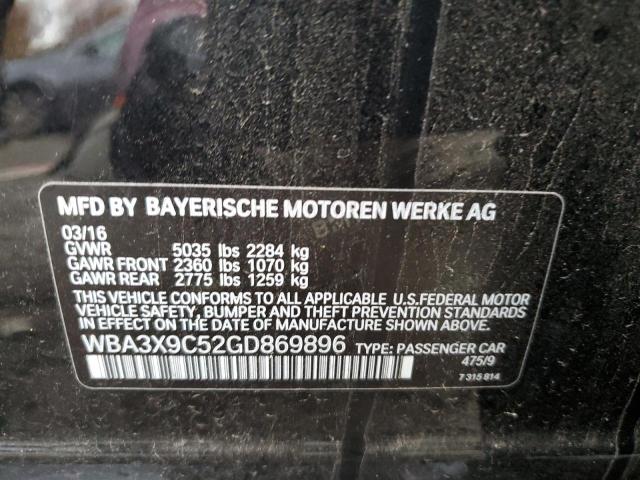 MFD BY BAYERISCHE MOTOREN WERKE AG
03/16
GVWR 5035 lbs 2284 kg
GAWR FRONT 2360 lbs 1070 kg
GAWR REAR 2775 lbs 1259 kg
THIS VEHICLE CONFORMS TO ALL APPLICABLE U.S.FEDERAL MOTOR
VEHICLE SAFETY, BUMPER AND THEFT PREVENTION STANDARDS
IN EFFECT ON THE DATE OF MANUFACTURE SHOWN ABOVE.
WBA3X9C52GD869896 TYPE: PASSENGER CAR
475/9
7 315 814